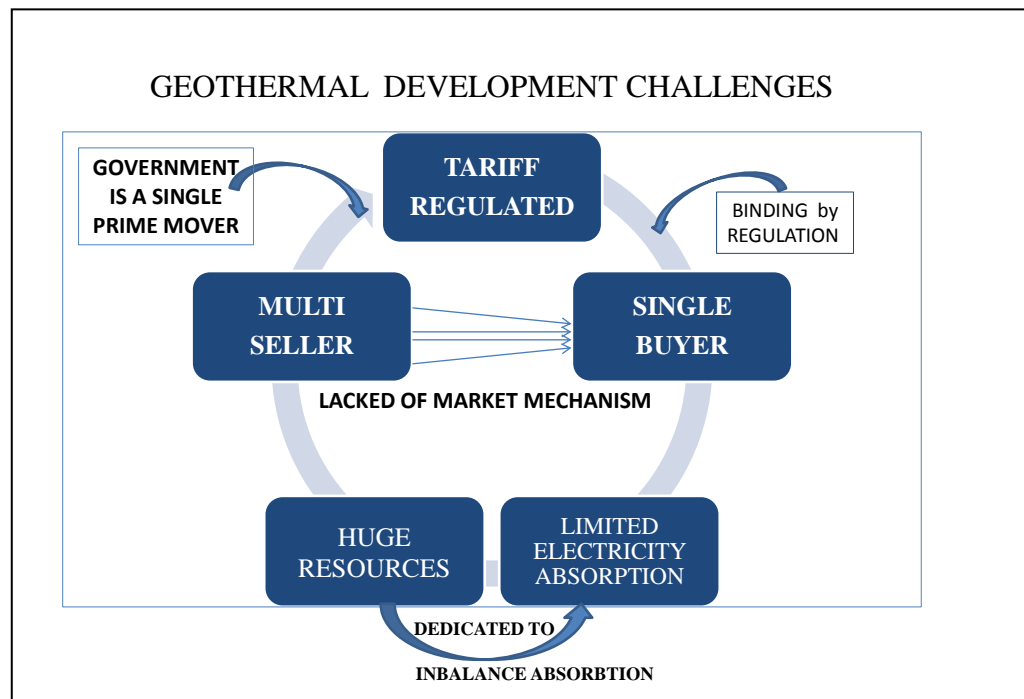 GEOTHERMAL DEVELOPMENT CHALLENGES
GOVERNMENT
IS A SINGLE
PRIME MOVER
TARIFF
REGULATED
BINDING by
REGULATION
MULTI
SELLER
SINGLE
BUYER
LACKED OF MARKET MECHANISM
HUGE
RESOURCES
LIMITED
ELECTRICITY
ABSORPTION
DEDICATED TO
INBALANCE ABSORBTION